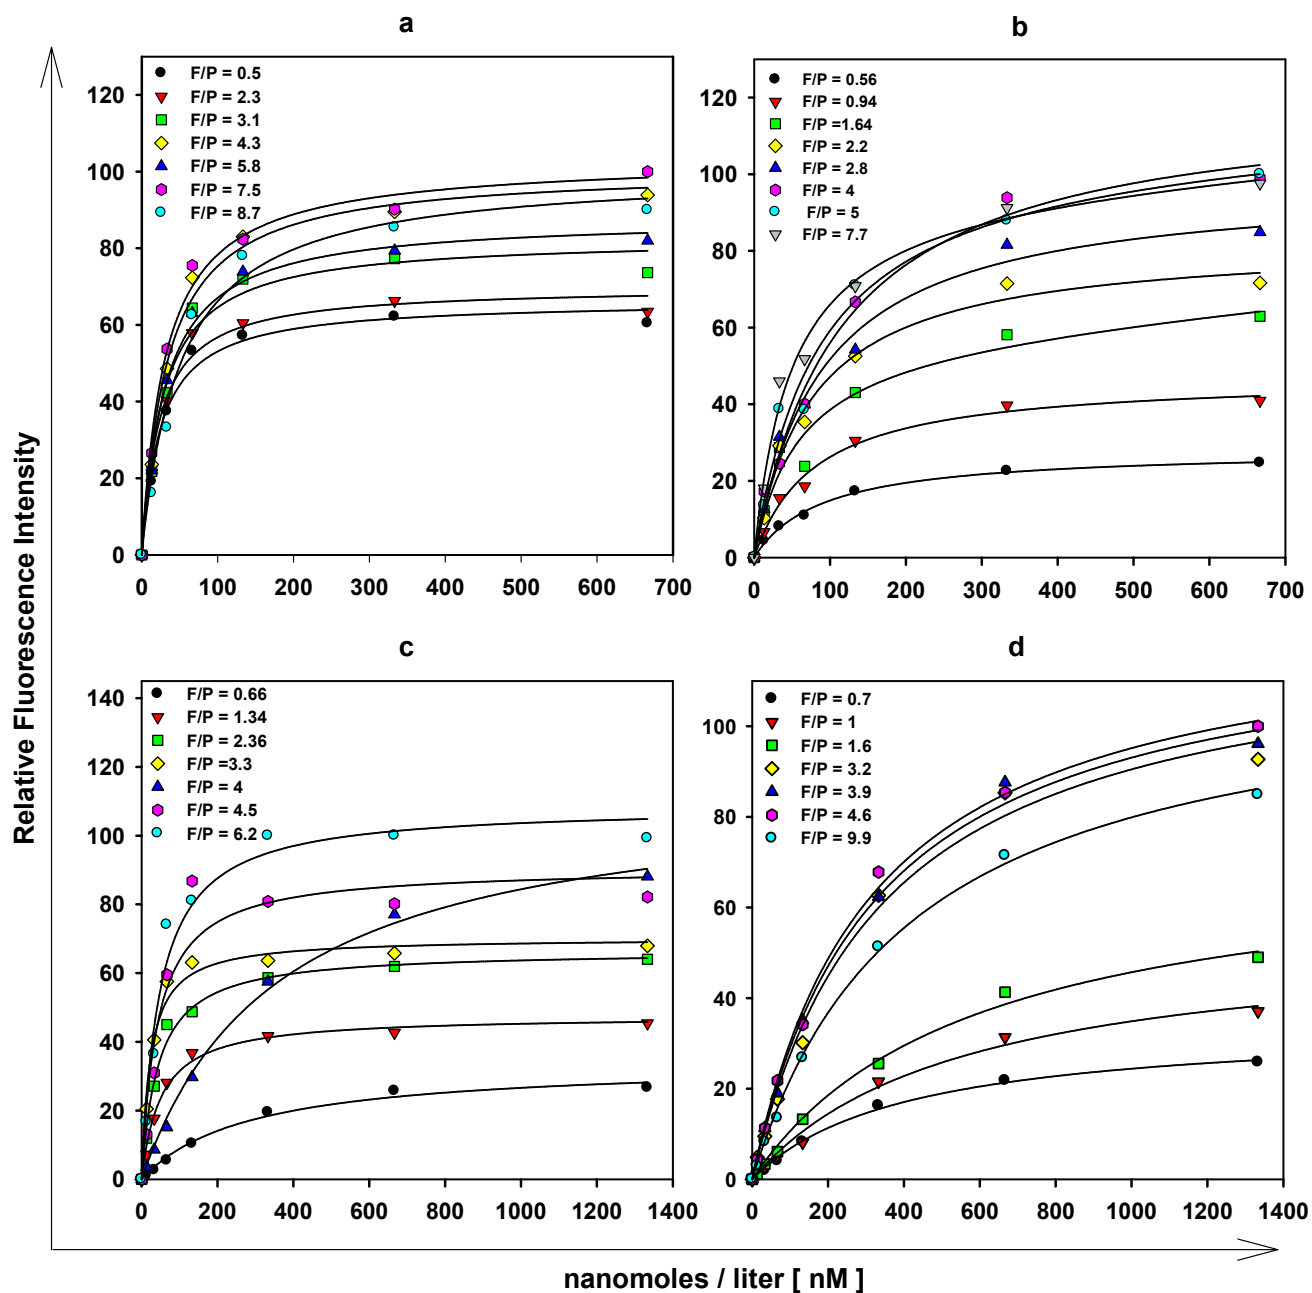 a
120
100
80
60
40
20
0
F/P = 0.5
F/P = 2.3
F/P = 3.1
F/P = 4.3
F/P = 5.8
F/P = 7.5
F/P = 8.7
0 100 200 300 400 500 600 700
b
120
100
80
60
40
20
0
F/P = 0.56
F/P = 0.94
F/P =1.64
F/P = 2.2
F/P = 2.8
F/P = 4
F/P = 5
F/P = 7.7
0 100 200 300 400 500 600 700
Relative Fluorescence Intensity
c
140
120
100
80
60
40
20
0
F/P = 0.66
F/P = 1.34
F/P = 2.36
F/P =3.3
F/P = 4
F/P = 4.5
F/P = 6.2
0 200 400 600 800 1000 1200 1400
d
100
80
60
40
20
0
F/P = 0.7
F/P = 1
F/P = 1.6
F/P = 3.2
F/P = 3.9
F/P = 4.6
F/P = 9.9
0 200 400 600 800 1000 1200 1400
nanomoles / liter [ nM ]